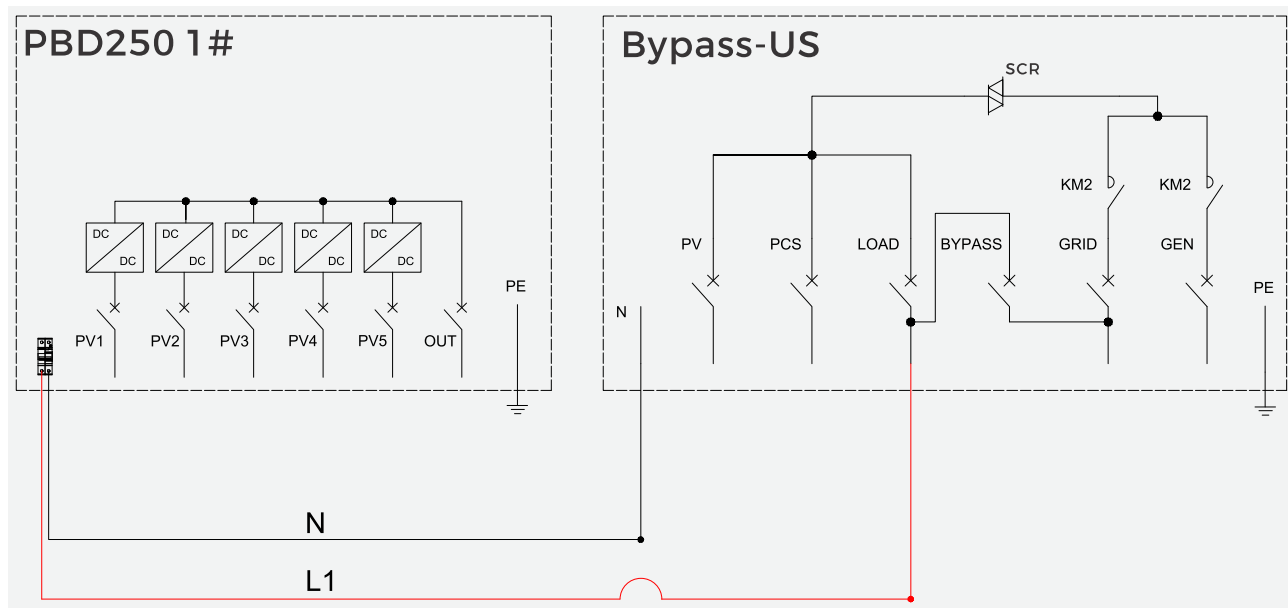 PBD250 1#
Bypass-US
SCR
KM2 KM2
PV PCS LOAD BYPASS GRID GEN
DC DC DC DC DC
DC DC DC DC DC
PE
PE
N
PV1 PV2 PV3 PV4 PV5 OUT
N
L1